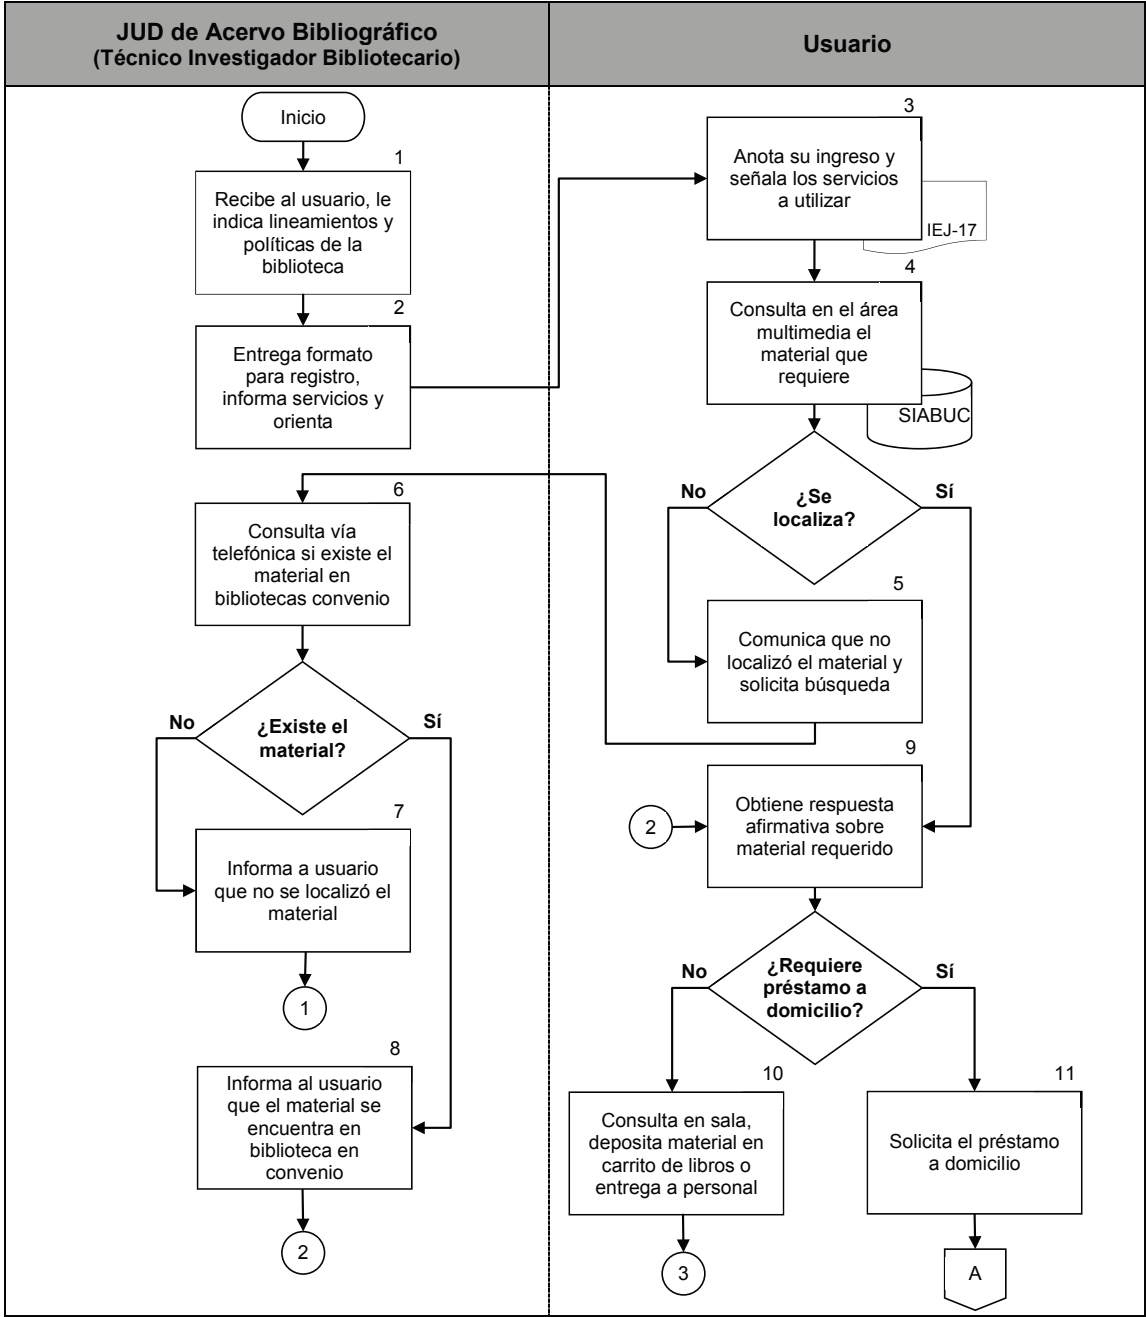 JUD de Acervo Bibliográfico
(Técnico Investigador Bibliotecario)
Usuario
Inicio
1
Recibe al usuario, le
indica lineamientos y
políticas de la
biblioteca
2
Entrega formato
para registro,
informa servicios y
orienta
3
Anota su ingreso y
señala los servicios
a utilizar
IEJ-17
4
Consulta en el área
multimedia el
material que
requiere
SIABUC
¿Se
localiza?
No
Sí
5
Comunica que no
localizó el material y
solicita búsqueda
6
Consulta vía
telefónica si existe el
material en
bibliotecas convenio
¿Existe el
material?
No
Sí
7
Informa a usuario
que no se localizó el
material
1
8
Informa al usuario
que el material se
encuentra en
biblioteca en
convenio
2
9
2
Obtiene respuesta
afirmativa sobre
material requerido
¿Requiere
préstamo a
domicilio?
No
Sí
10
Consulta en sala,
deposita material en
carrito de libros o
entrega a personal
3
11
Solicita el préstamo
a domicilio
A